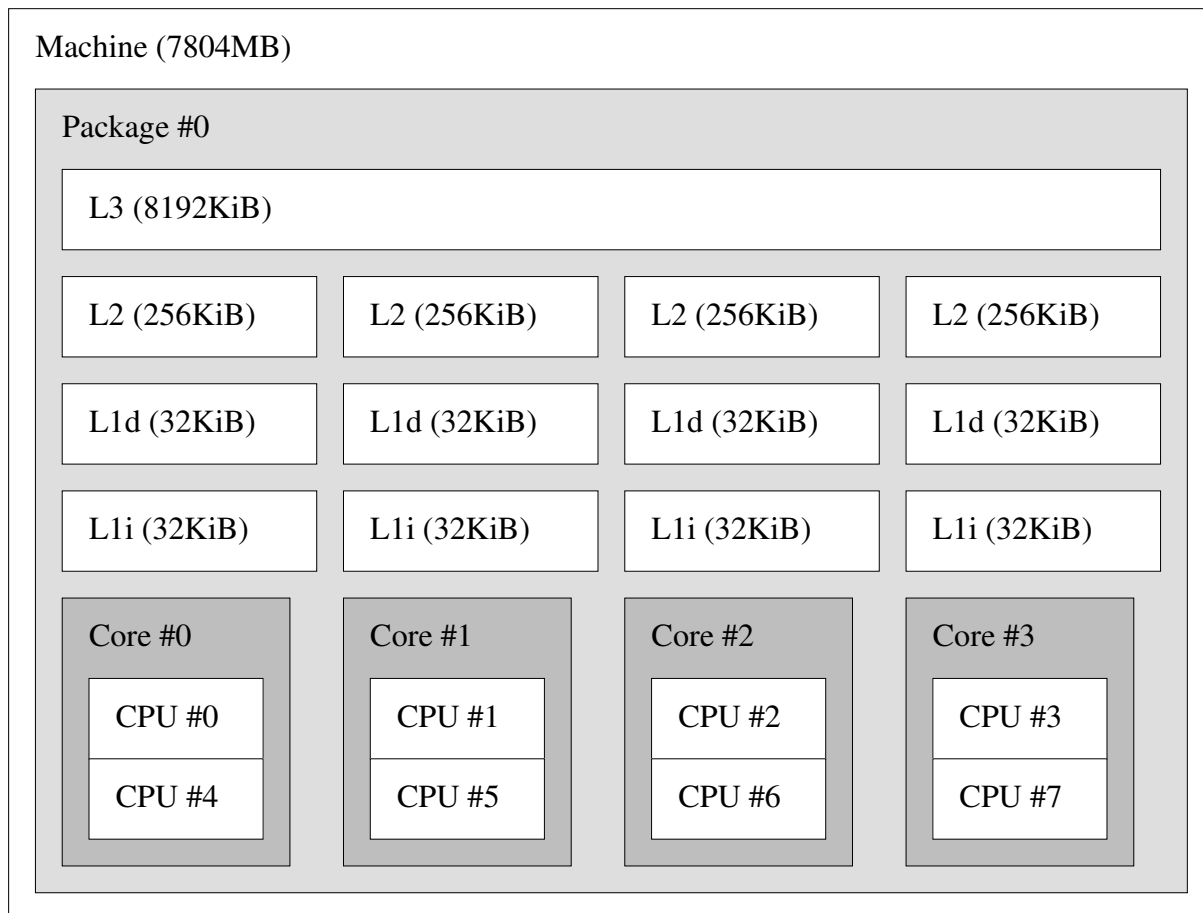 Machine (7804MB)
Package #0
L3 (8192KiB)
L2 (256KiB) L2 (256KiB) L2 (256KiB) L2 (256KiB)
L1d (32KiB) L1d (32KiB) L1d (32KiB) L1d (32KiB)
L1i (32KiB) L1i (32KiB) L1i (32KiB) L1i (32KiB)
Core #0 Core #1 Core #2 Core #3
CPU #0 CPU #1 CPU #2 CPU #3
CPU #4 CPU #5 CPU #6 CPU #7